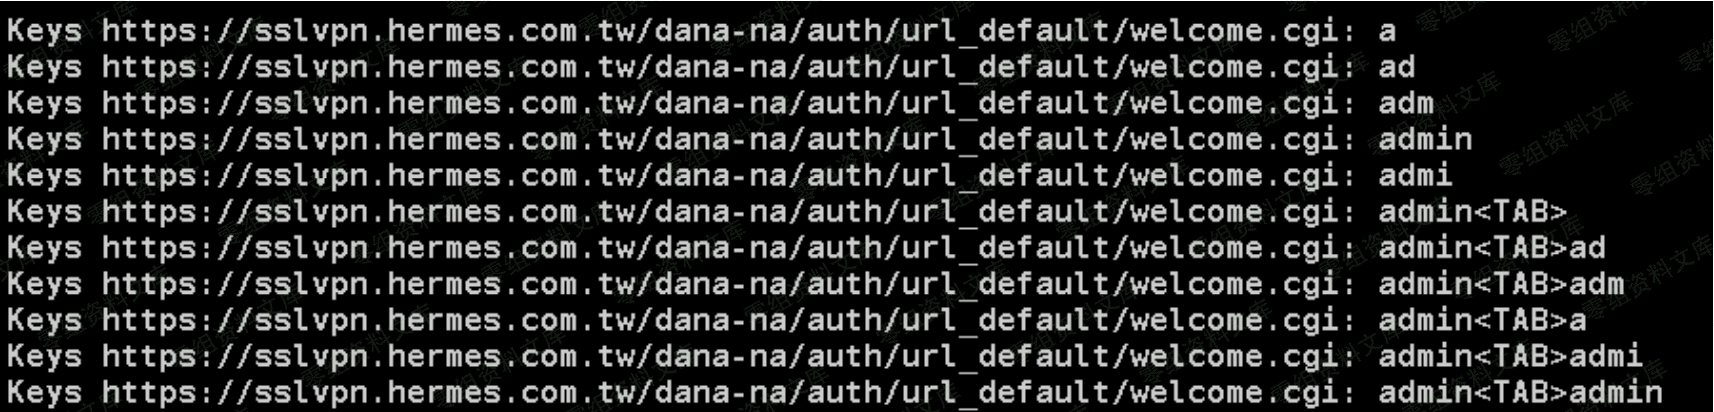 Keys https://sslvpn.hermes.com.tw/dana-na/auth/url_default/welcome.cgi: a
Keys https://sslvpn.hermes.com.tw/dana-na/auth/url_default/welcome.cgi: ad
Keys https://sslvpn.hermes.com.tw/dana-na/auth/url_default/welcome.cgi: adm
Keys https://sslvpn.hermes.com.tw/dana-na/auth/url_default/welcome.cgi: admin
Keys https://sslvpn.hermes.com.tw/dana-na/auth/url_default/welcome.cgi: admi
Keys https://sslvpn.hermes.com.tw/dana-na/auth/url_default/welcome.cgi: admin<TAB>
Keys https://sslvpn.hermes.com.tw/dana-na/auth/url_default/welcome.cgi: admin<TAB>ad
Keys https://sslvpn.hermes.com.tw/dana-na/auth/url_default/welcome.cgi: admin<TAB>adm
Keys https://sslvpn.hermes.com.tw/dana-na/auth/url_default/welcome.cgi: admin<TAB>a
Keys https://sslvpn.hermes.com.tw/dana-na/auth/url_default/welcome.cgi: admin<TAB>admi
Keys https://sslvpn.hermes.com.tw/dana-na/auth/url_default/welcome.cgi: admin<TAB>admin
零组资料文库